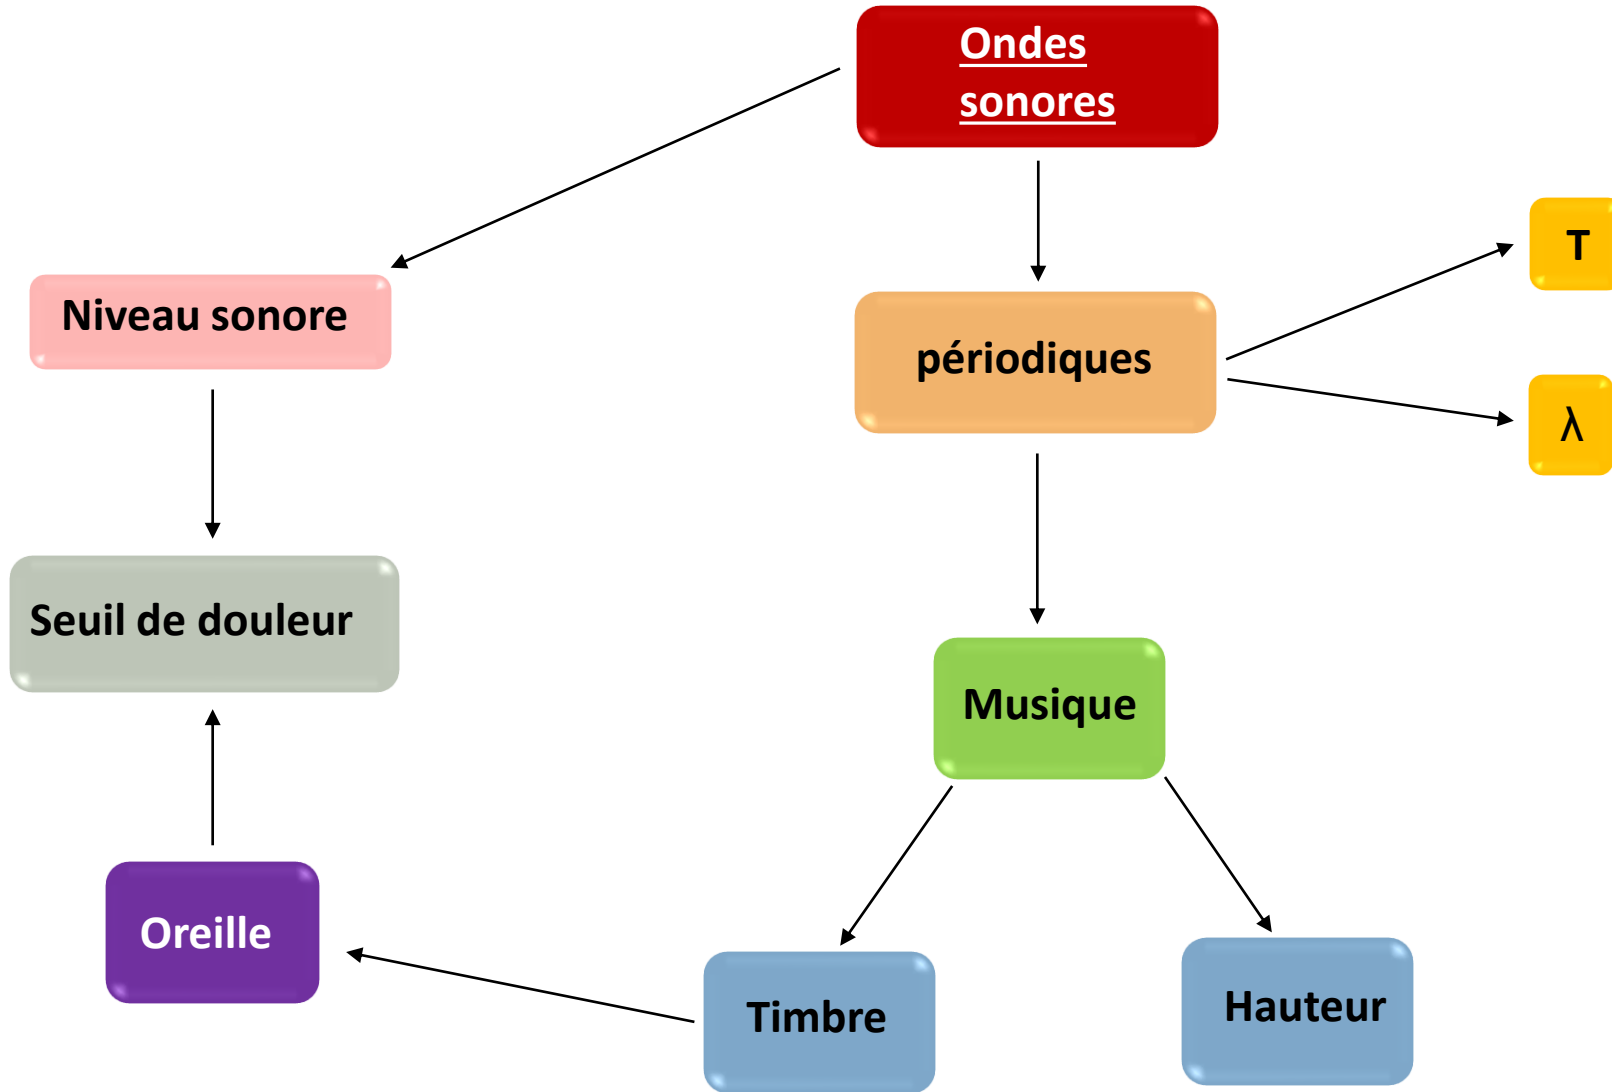 Ondes
sonores
T
Niveau sonore
périodiques
λ
Seuil de douleur
Musique
Oreille
Timbre
Hauteur